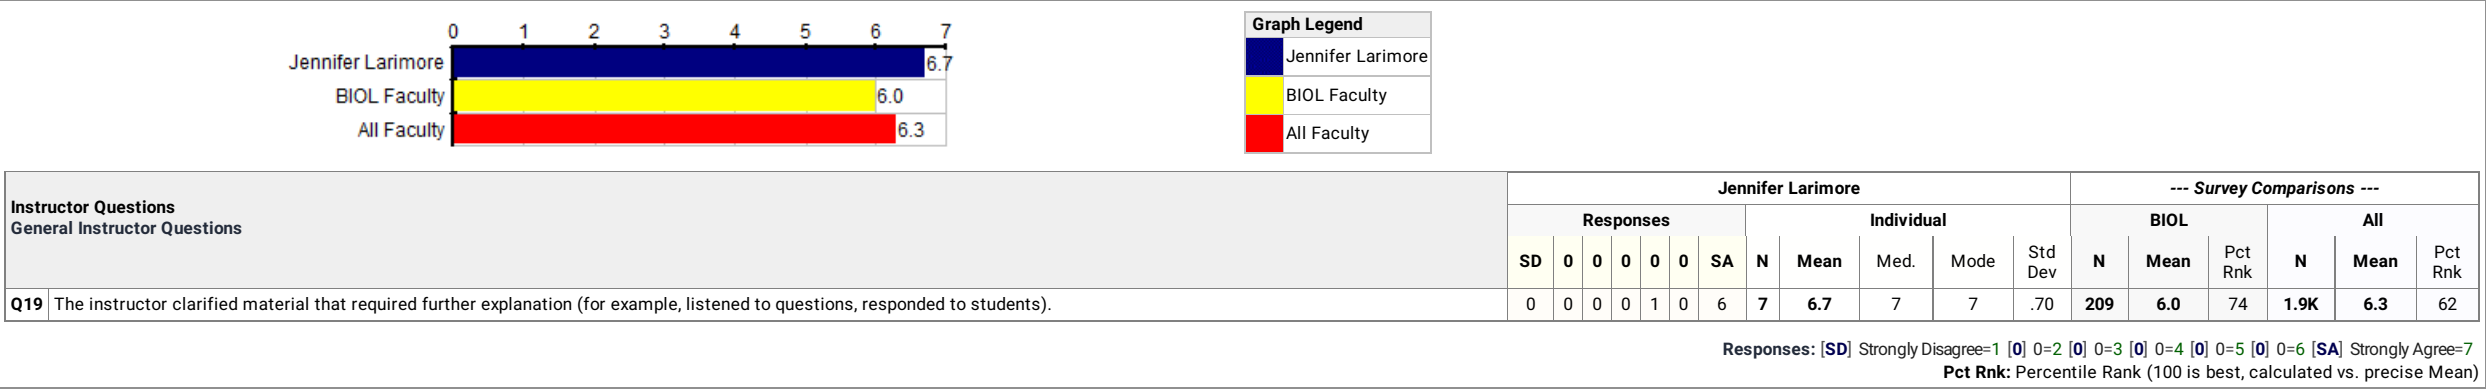 0 1 2 3 4 5 6 7
Jennifer Larimore 6.7
BIOL Faculty 6.0
All Faculty 6.3
Graph Legend
Jennifer Larimore
BIOL Faculty
All Faculty
Instructor Questions
General Instructor Questions
Jennifer Larimore --- Survey Comparisons ---
Responses Individual BIOL All
SD 0 0 0 0 0 SA N Mean Med. Mode Std Dev N Mean Pct Rnk N Mean Pct Rnk
Q19 The instructor clarified material that required further explanation (for example, listened to questions, responded to students). 0 0 0 0 1 0 6 7 6.7 7 7 .70 209 6.0 74 1.9K 6.3 62
Responses: [SD] Strongly Disagree=1 [0] 0=2 [0] 0=3 [0] 0=4 [0] 0=5 [0] 0=6 [SA] Strongly Agree=7
Pct Rnk: Percentile Rank (100 is best, calculated vs. precise Mean)